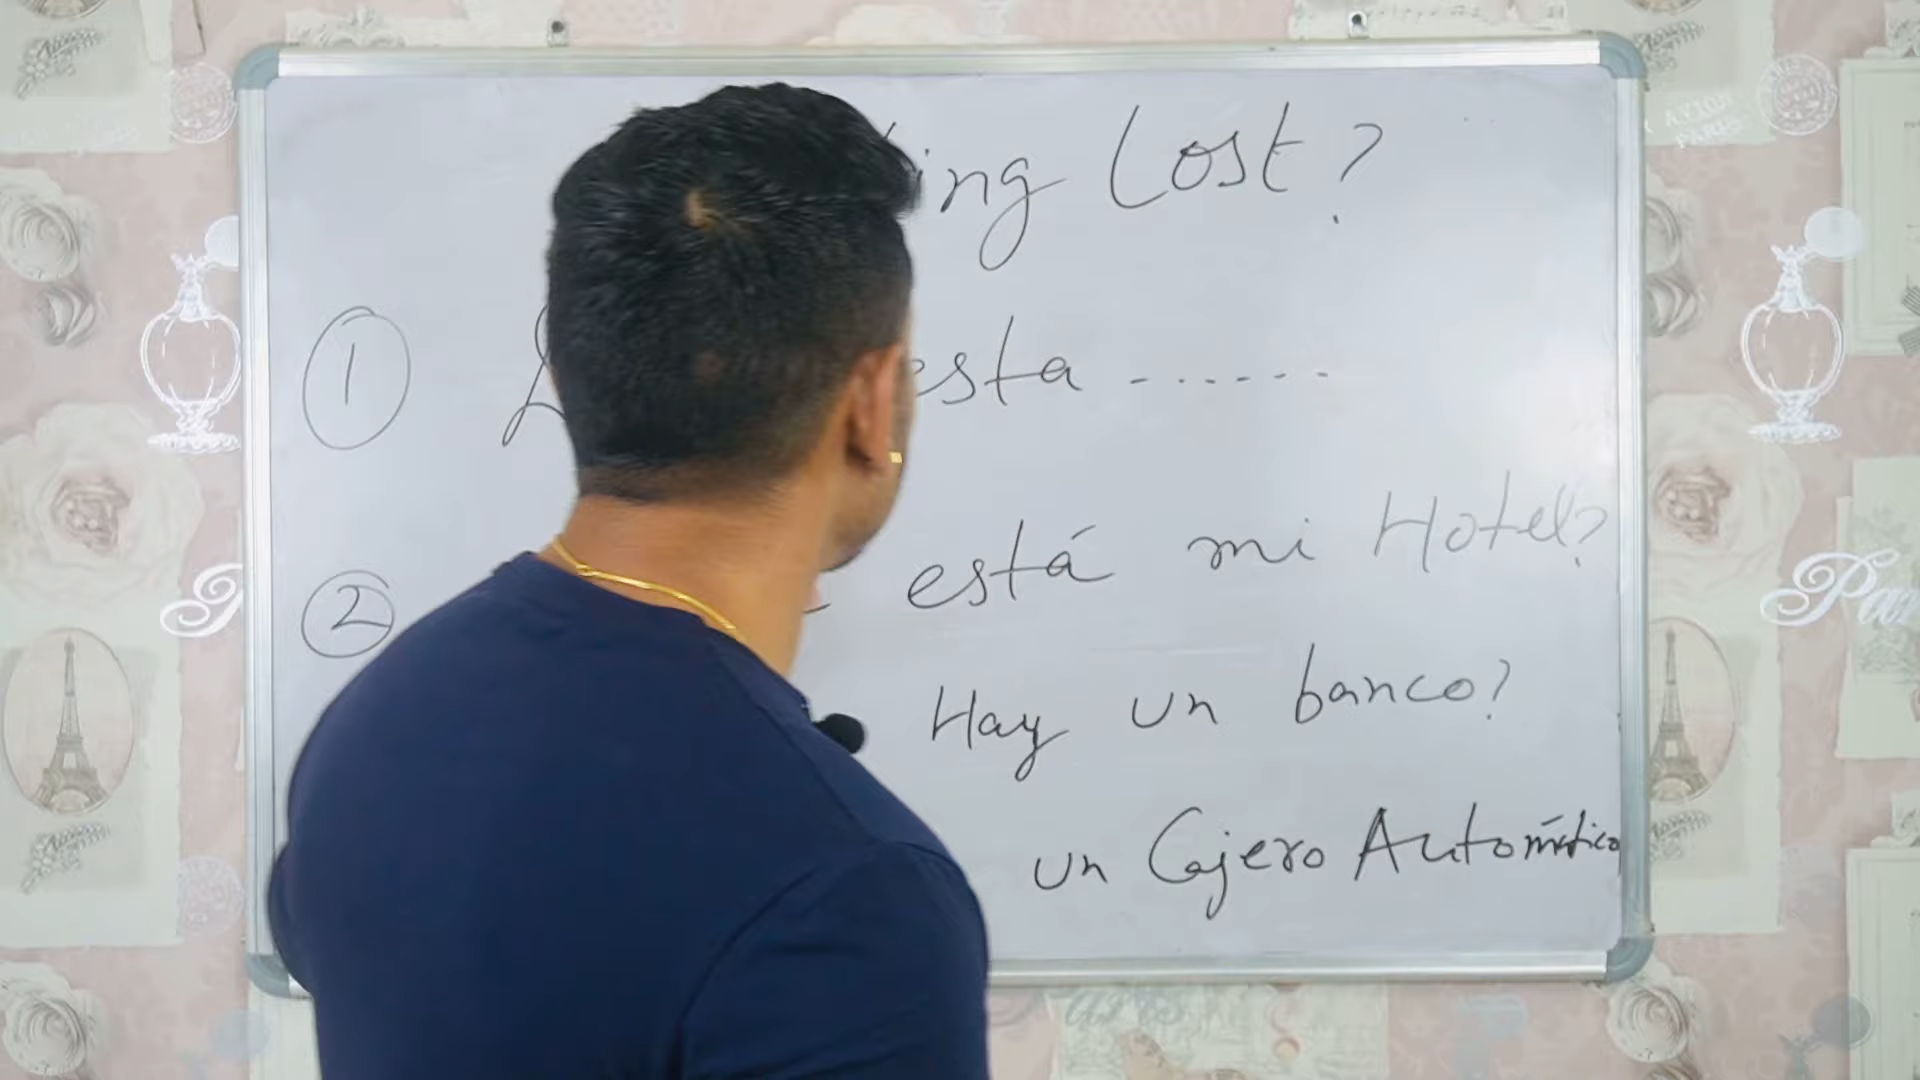 ing Lost?
1 esta ......
2 está mi Hotel?
Hay un banco?
un Cajero Automático